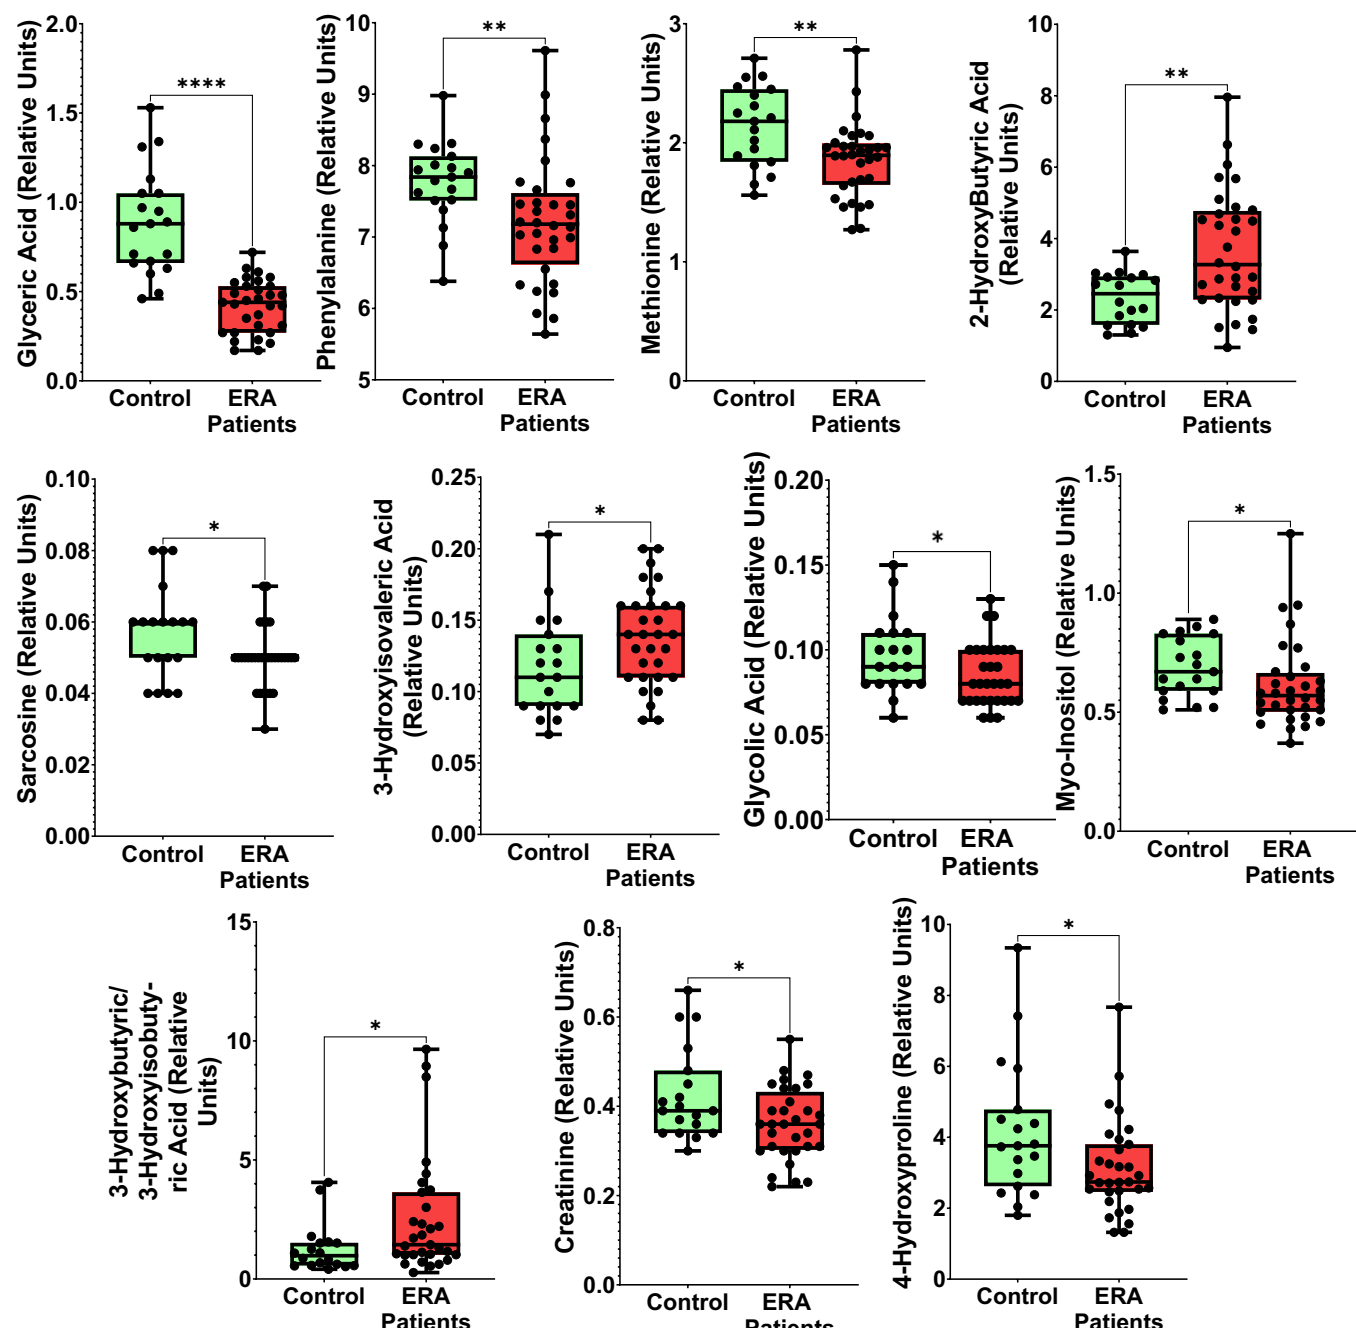 Glyceric Acid (Relative Units)
2.0
1.5
1.0
0.5
0.0
****
Control
ERA
Patients
Phenylalanine (Relative Units)
10
9
8
7
6
5
**
Control
ERA
Patients
Methionine (Relative Units)
3
2
1
0
**
Control
ERA
Patients
2-HydroxyButyric Acid
(Relative Units)
10
8
6
4
2
0
**
Control
ERA
Patients
Sarcosine (Relative Units)
0.10
0.08
0.06
0.04
0.02
0.00
*
Control
ERA
Patients
3-Hydroxyisovaleric Acid
(Relative Units)
0.25
0.20
0.15
0.10
0.05
0.00
*
Control
ERA
Patients
Glycolic Acid (Relative Units)
0.20
0.15
0.10
0.05
0.00
*
Control
ERA
Patients
Myo-Inositol (Relative Units)
1.5
1.0
0.5
0.0
*
Control
ERA
Patients
3-Hydroxybutyric/
3-Hydroxyisobuty-
ric Acid (Relative
Units)
15
10
5
0
*
Control
ERA
Patients
Creatinine (Relative Units)
0.8
0.6
0.4
0.2
0.0
*
Control
ERA
Patients
4-Hydroxyproline (Relative Units)
10
8
6
4
2
0
*
Control
ERA
Patients